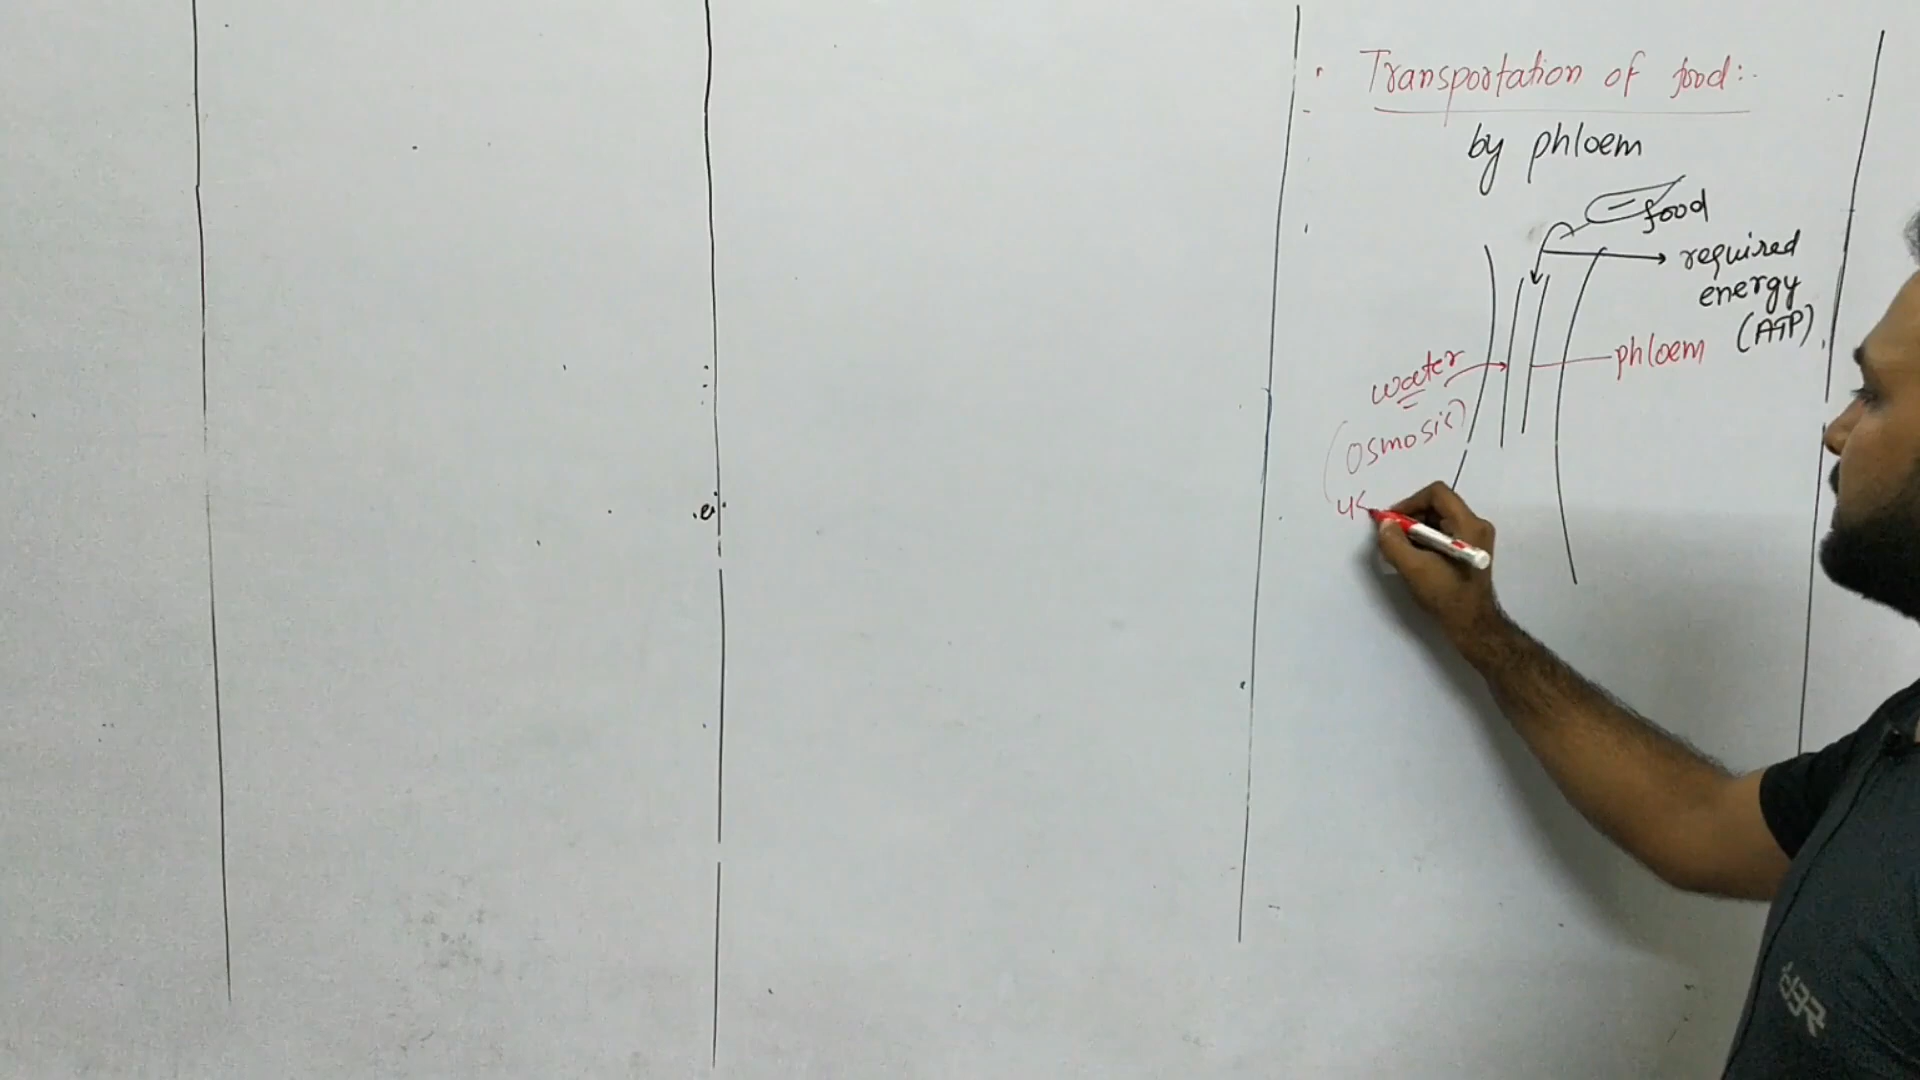 Transportation of food:-
by phloem
food
required
energy
(ATP)
phloem
water
(osmosis)